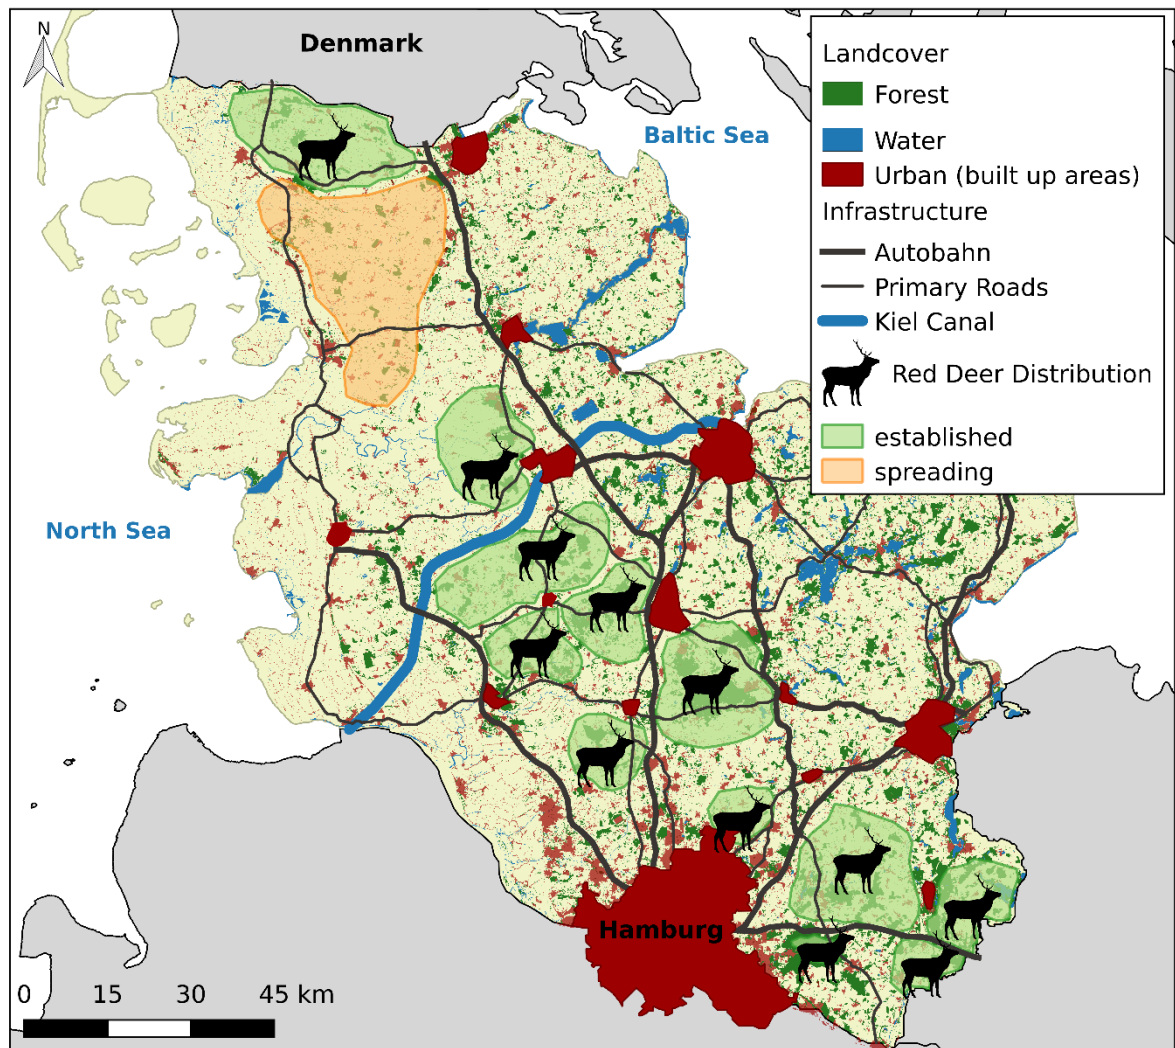 N
Denmark
Baltic Sea
North Sea
Hamburg
0 15 30 45 km
Landcover
Forest
Water
Urban (built up areas)
Infrastructure
Autobahn
Primary Roads
Kiel Canal
Red Deer Distribution
established
spreading